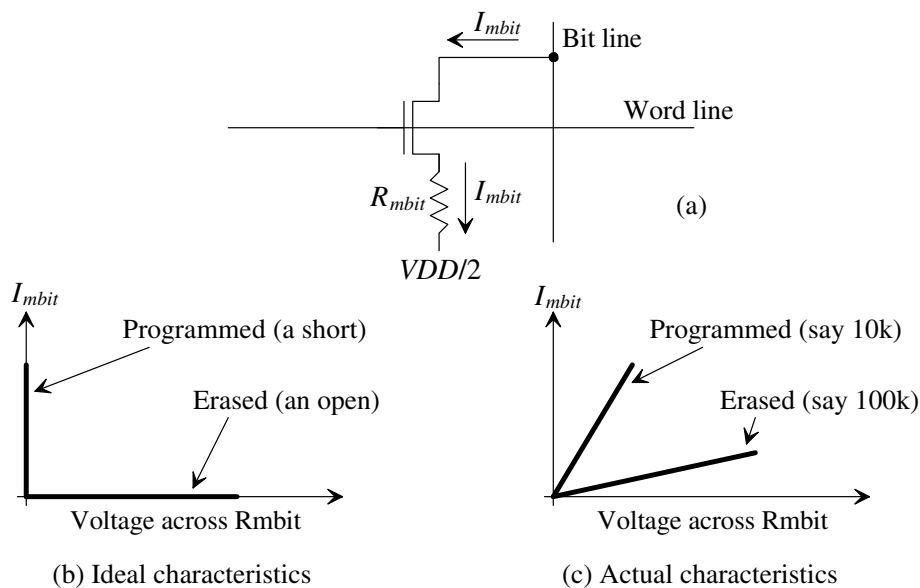 I_mbit
Bit line
Word line
R_mbit
I_mbit
(a)
VDD/2
I_mbit
Programmed (a short)
Erased (an open)
Voltage across Rmbit
(b) Ideal characteristics
I_mbit
Programmed (say 10k)
Erased (say 100k)
Voltage across Rmbit
(c) Actual characteristics